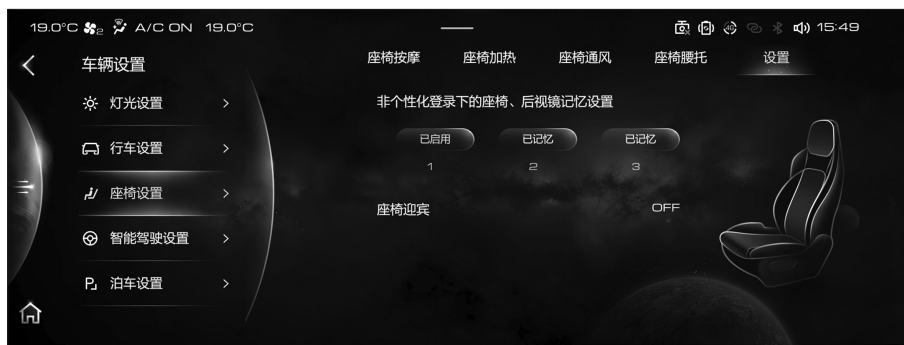 19.0°C 2 A/C ON 19.0°C 4G 15:49
座椅按摩 座椅加热 座椅通风 座椅腰托 设置
车辆设置
灯光设置
行车设置
座椅设置
智能驾驶设置
泊车设置
非个性化登录下的座椅、后视镜记忆设置
已启用 已记忆 已记忆
1 2 3
座椅迎宾 OFF